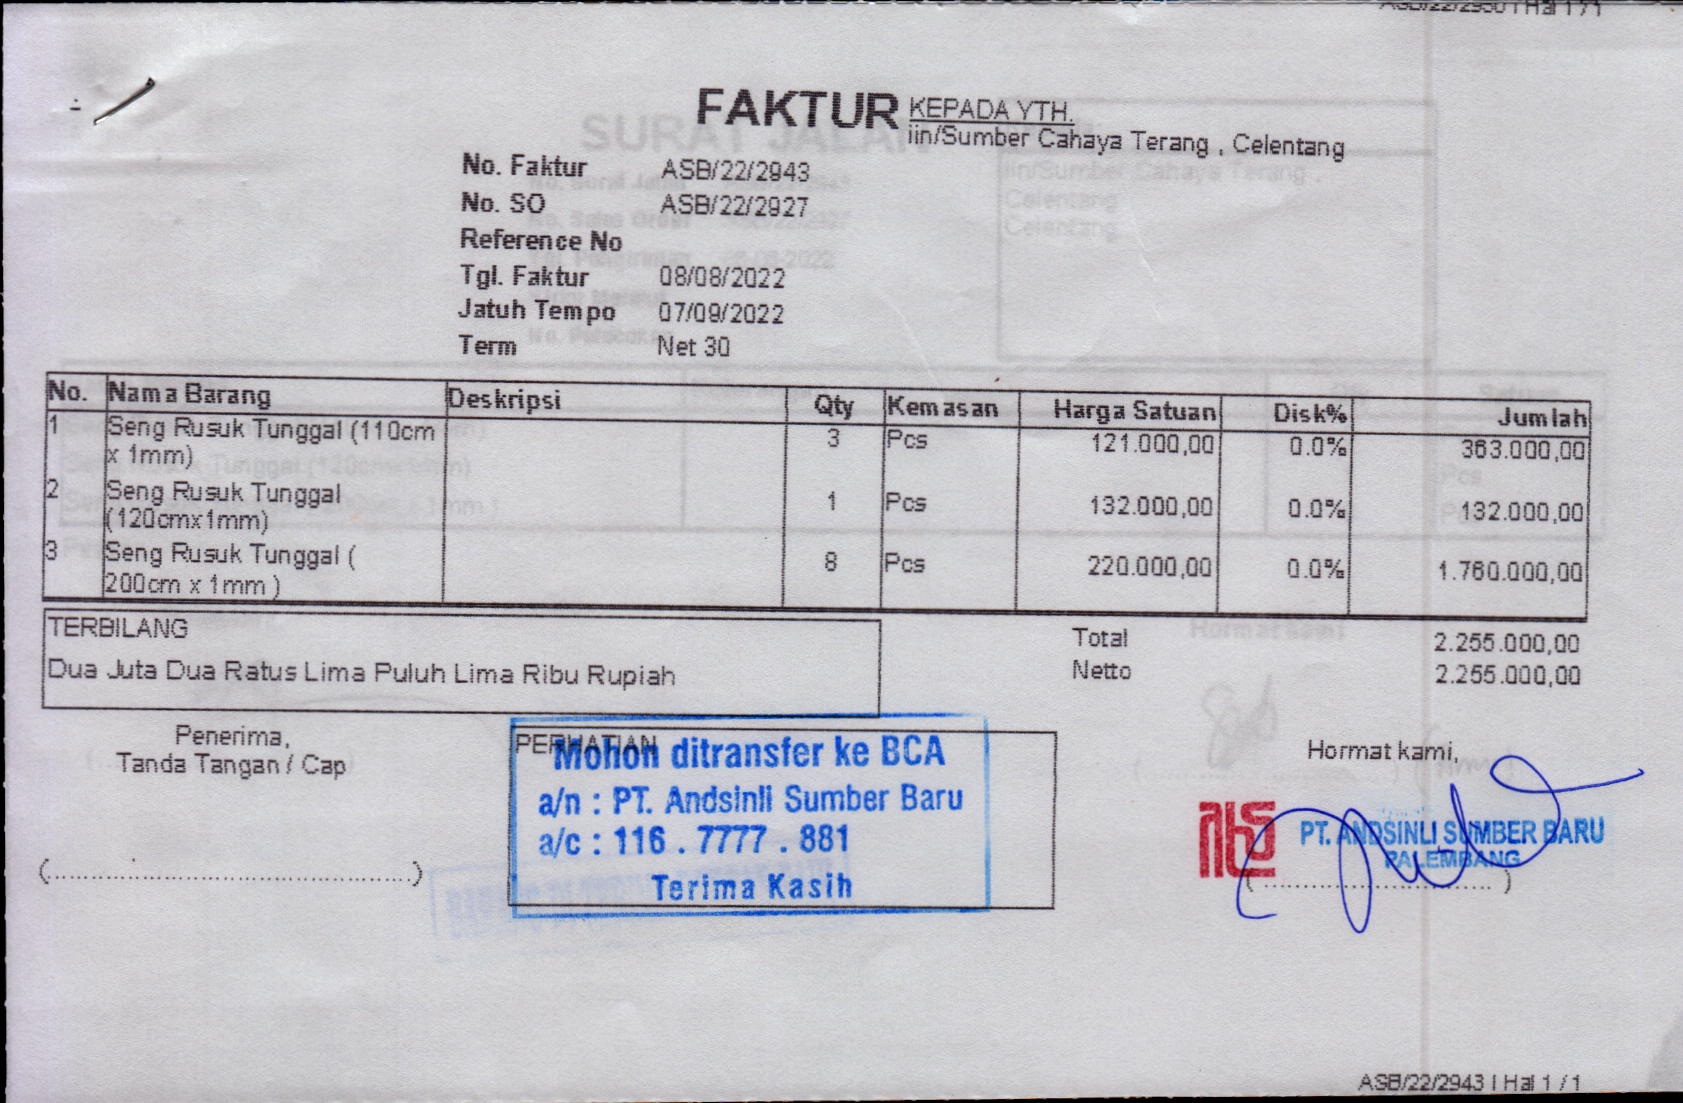 FAKTUR
KEPADA YTH.
iin/Sumber Cahaya Terang , Celentang
No. Faktur ASB/22/2943
No. SO ASB/22/2927
Reference No
Tgl. Faktur 08/08/2022
Jatuh Tempo 07/09/2022
Term Net 30
No. Nama Barang Deskripsi Qty Kemasan Harga Satuan Disk% Jumlah
1 Seng Rusuk Tunggal (110cm 3 Pcs 121.000,00 0.0% 363.000,00
x 1mm)
2 Seng Rusuk Tunggal 1 Pcs 132.000,00 0.0% 132.000,00
(120cmx1mm)
3 Seng Rusuk Tunggal ( 8 Pcs 220.000,00 0.0% 1.760.000,00
200cm x 1mm )
TERBILANG
Dua Juta Dua Ratus Lima Puluh Lima Ribu Rupiah
Total 2.255.000,00
Netto 2.255.000,00
Penerima,
Tanda Tangan / Cap
(........................................)
PERHATIAN
Mohon ditransfer ke BCA
a/n : PT. Andsinli Sumber Baru
a/c : 116 . 7777 . 881
Terima Kasih
Hormat kami,
PT. ANDSINLI SUMBER BARU
PALEMBANG
(............................)
ASB/22/2943 | Hal 1 / 1